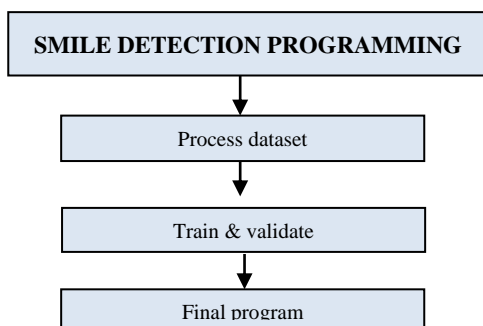 SMILE DETECTION PROGRAMMING
Process dataset
Train & validate
Final program